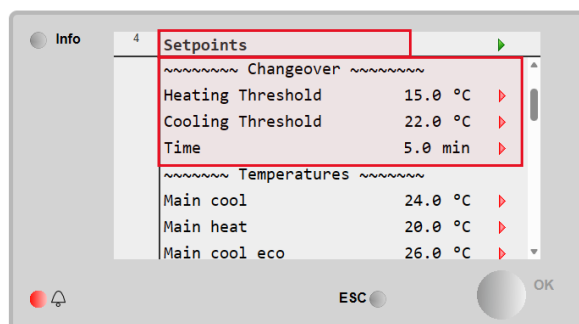 Info
4
Setpoints
~~~~~~~~ Changeover ~~~~~~~~
Heating Threshold 15.0 °C
Cooling Threshold 22.0 °C
Time 5.0 min
~~~~~~~ Temperatures ~~~~~~~
Main cool 24.0 °C
Main heat 20.0 °C
Main cool eco 26.0 °C
ESC
OK